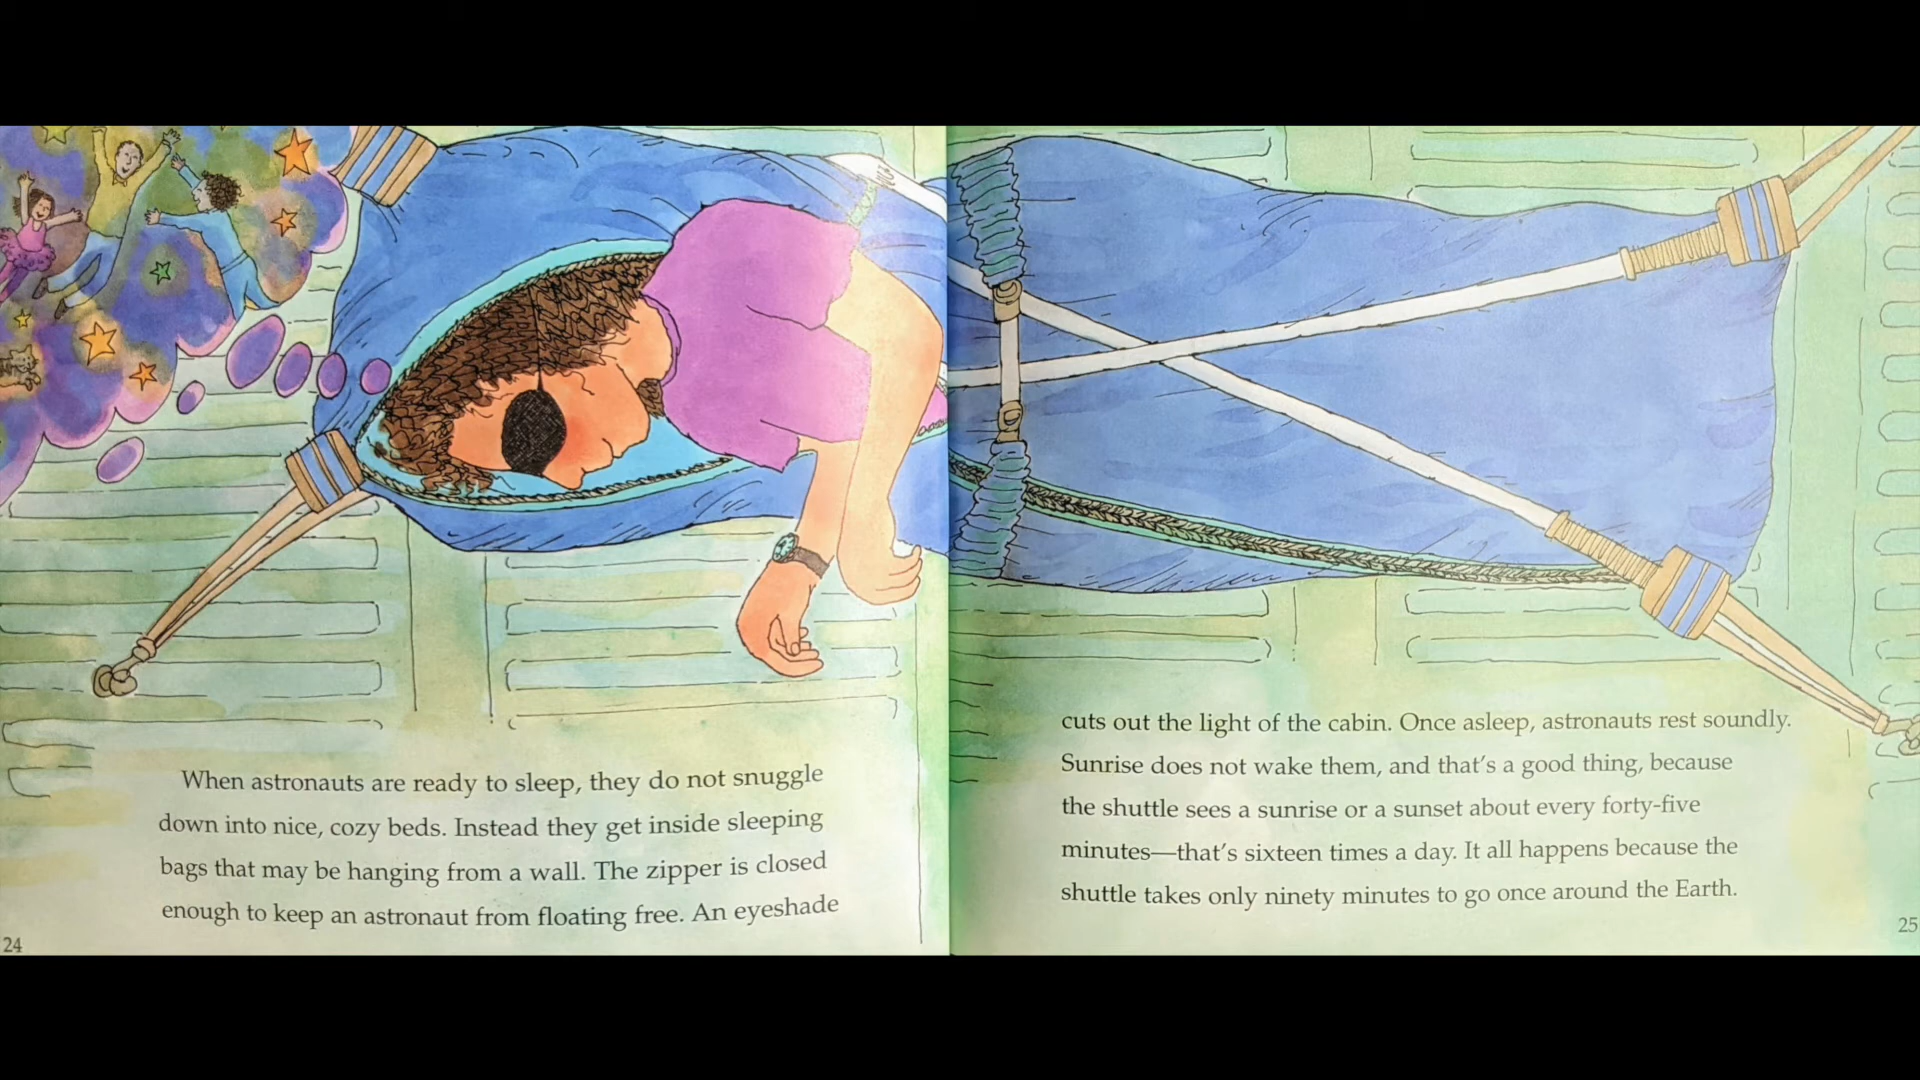 When astronauts are ready to sleep, they do not snuggle
down into nice, cozy beds. Instead they get inside sleeping
bags that may be hanging from a wall. The zipper is closed
enough to keep an astronaut from floating free. An eyeshade
24
cuts out the light of the cabin. Once asleep, astronauts rest soundly.
Sunrise does not wake them, and that's a good thing, because
the shuttle sees a sunrise or a sunset about every forty-five
minutes—that's sixteen times a day. It all happens because the
shuttle takes only ninety minutes to go once around the Earth.
25